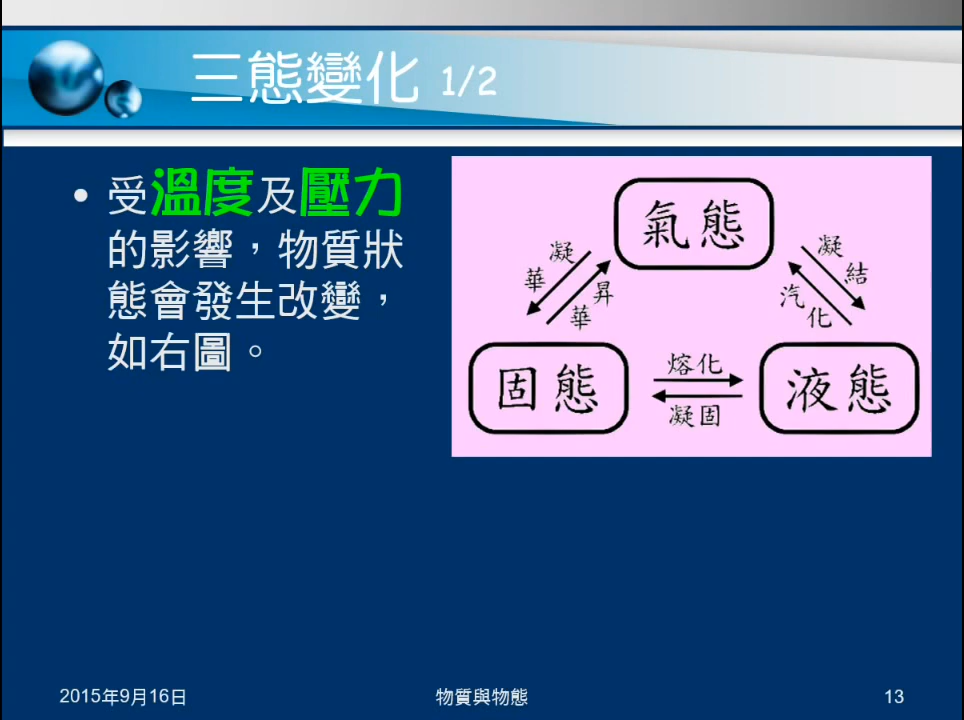 三態變化 1/2
• 受溫度及壓力
的影響，物質狀
態會發生改變，
如右圖。
氣態
凝華
昇華
凝結
汽化
固態
熔化
凝固
液態
2015年9月16日
物質與物態
13